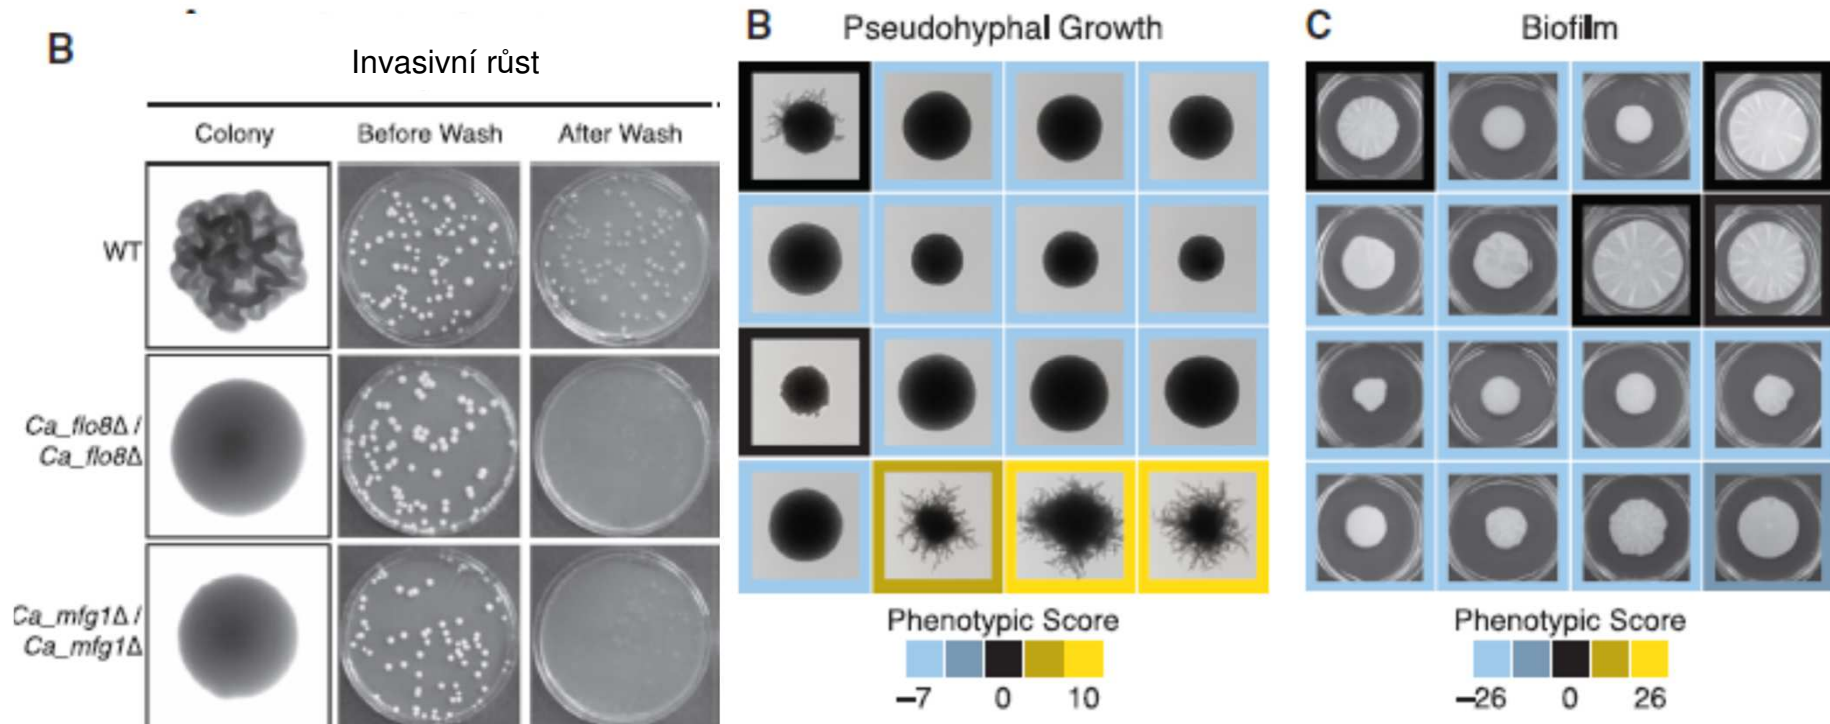 B
Invasivní růst
Colony
Before Wash
After Wash
WT
Ca_flo8Δ /
Ca_flo8Δ
Ca_mfg1Δ /
Ca_mfg1Δ
B
Pseudohyphal Growth
Phenotypic Score
–7 0 10
C
Biofilm
Phenotypic Score
–26 0 26